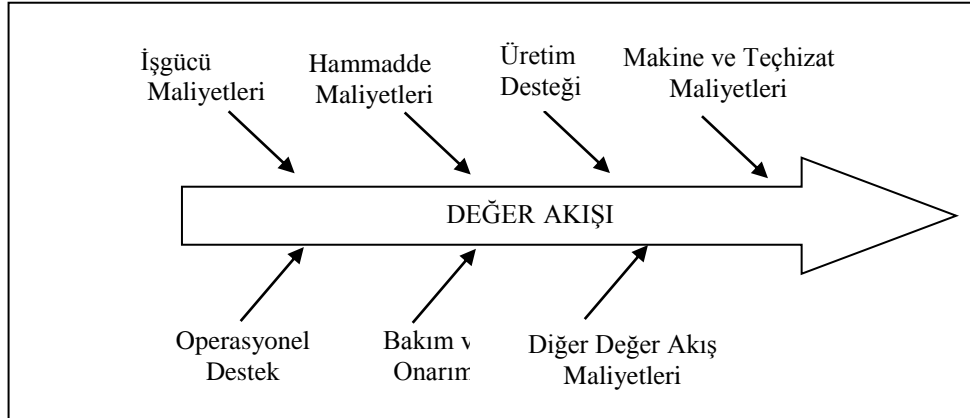 İşgücü
Maliyetleri
Hammadde
Maliyetleri
Üretim
Desteği
Makine ve Teçhizat
Maliyetleri
DEĞER AKIŞI
Operasyonel
Destek
Bakım v
Onarım
Diğer Değer Akış
Maliyetleri